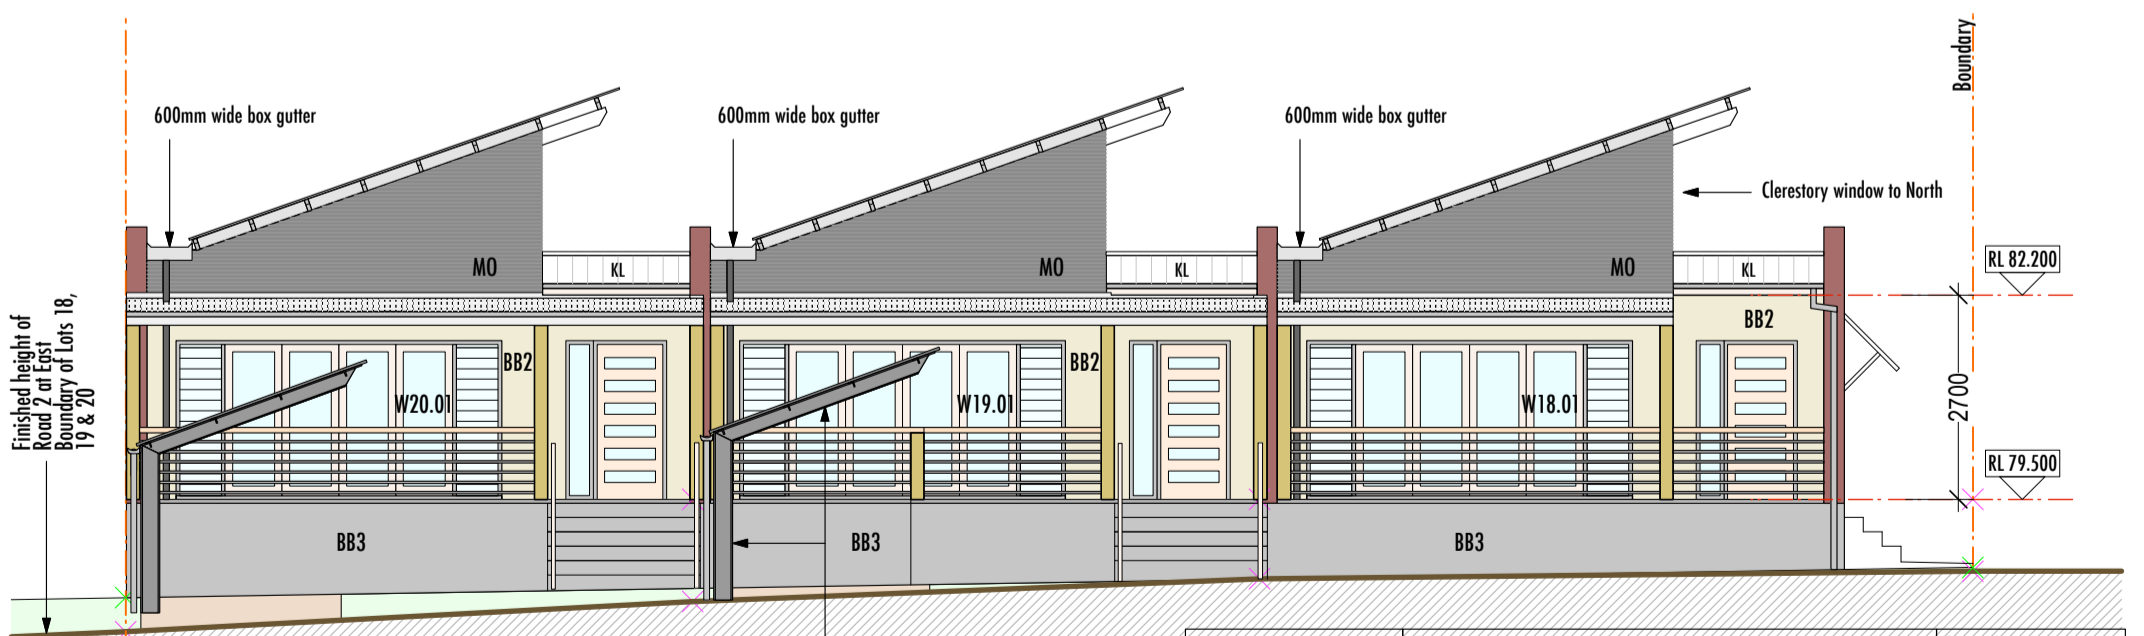 Boundary
600mm wide box gutter
600mm wide box gutter
600mm wide box gutter
Clerestory window to North
MO
KL
MO
KL
MO
KL
RL 82.200
Finished height of
Road 2 at East
Boundary of Lots 18,
19 & 20
BB2
BB2
BB2
W20.01
W19.01
W18.01
2700
RL 79.500
BB3
BB3
BB3